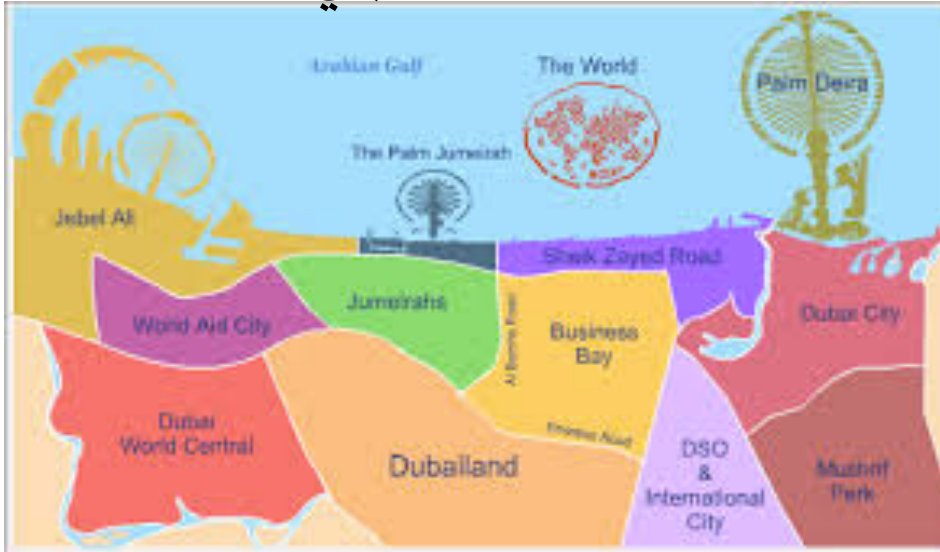 Arabian Gulf
The World
Palm Deira
The Palm Jumeirah
Jebel Ali
Sheik Zayed Road
Jumeirahs
World Aid City
Al Barsha Road
Business
Bay
Dubai City
Dubai
World Central
Emirates Road
Dubailand
DSO
&
International
City
Mushrif
Park